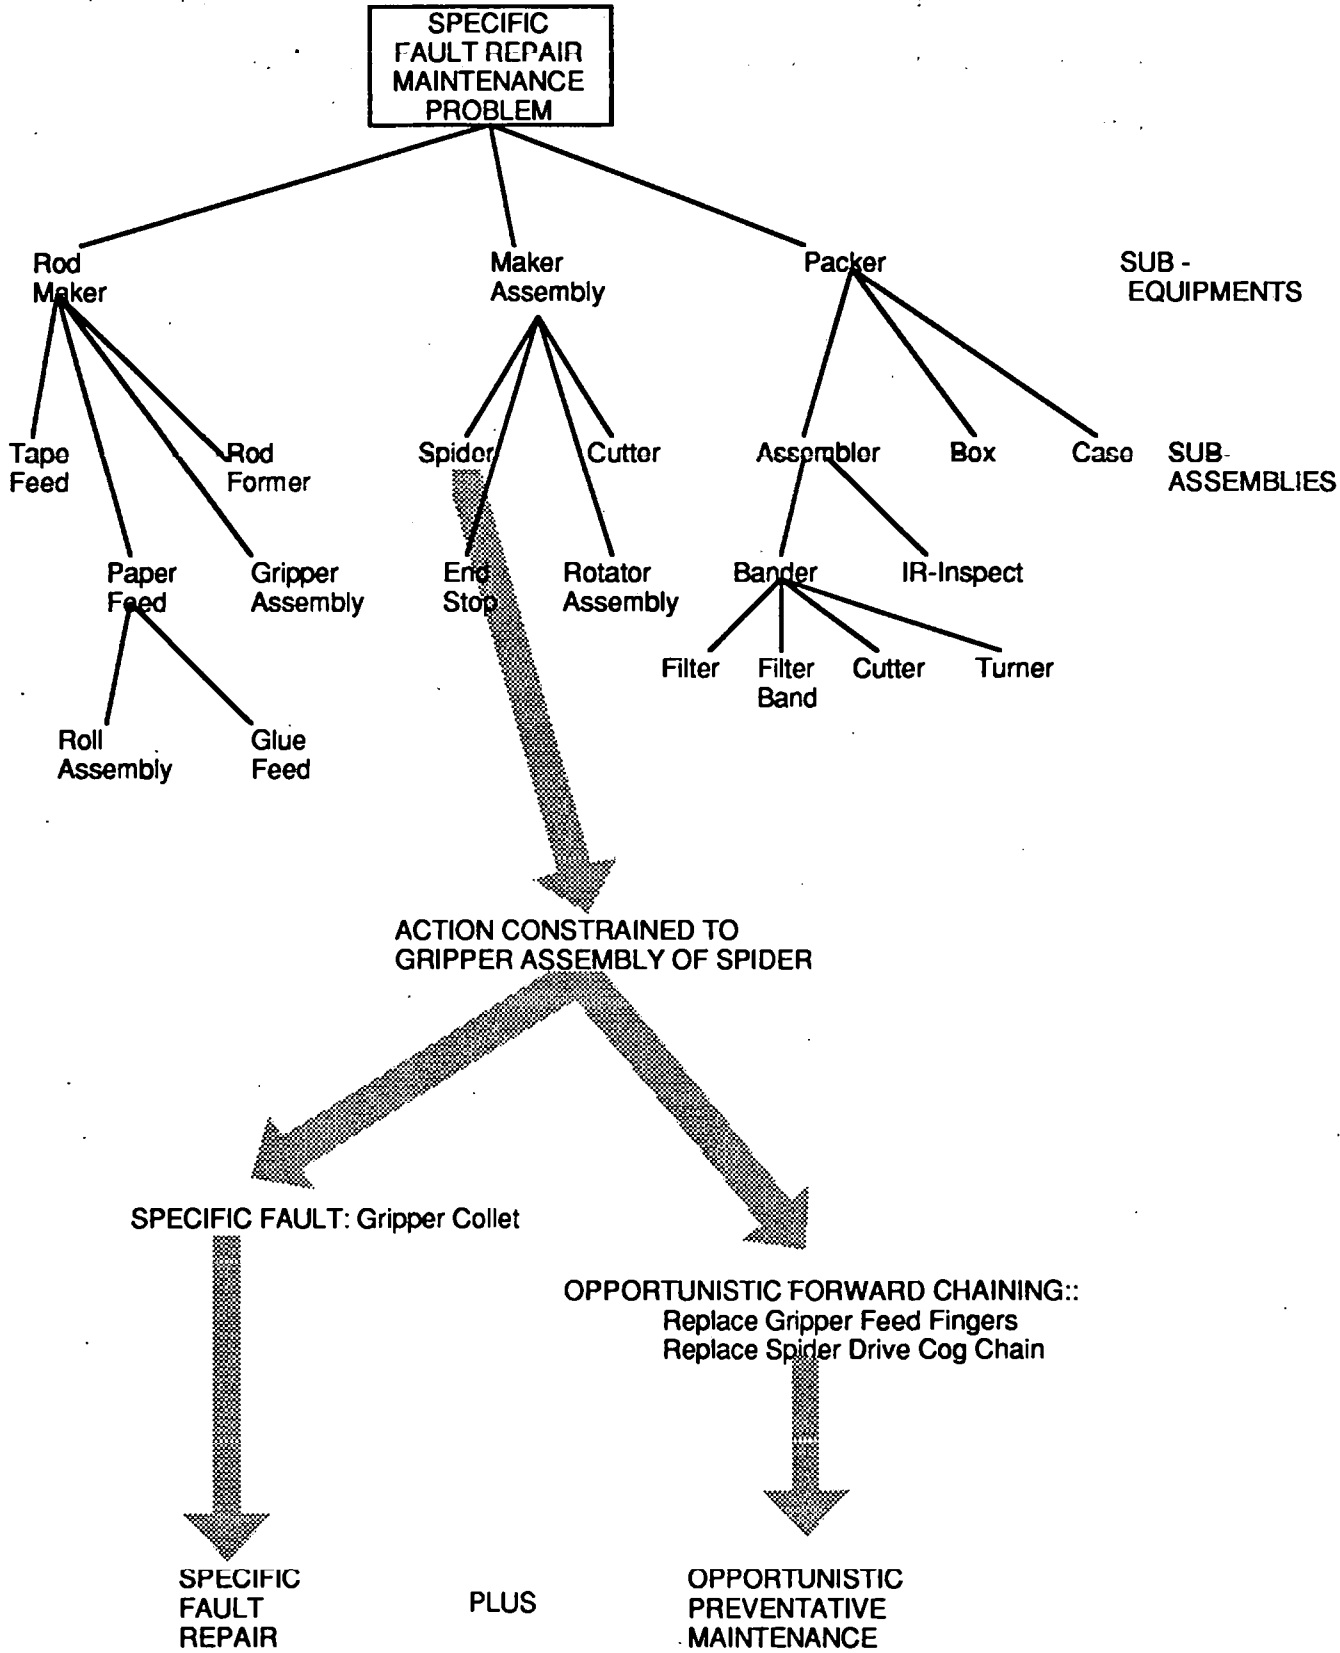 SPECIFIC
FAULT REPAIR
MAINTENANCE
PROBLEM
Rod
Maker
Maker
Assembly
Packer
SUB -
EQUIPMENTS
Tape
Feed
Rod
Former
Spider
Cutter
Assembler
Box
Case
SUB-
ASSEMBLIES
Paper
Feed
Gripper
Assembly
End
Stop
Rotator
Assembly
Bander
IR-Inspect
Filter
Filter
Band
Cutter
Turner
Roll
Assembly
Glue
Feed
ACTION CONSTRAINED TO
GRIPPER ASSEMBLY OF SPIDER
SPECIFIC FAULT: Gripper Collet
OPPORTUNISTIC FORWARD CHAINING::
Replace Gripper Feed Fingers
Replace Spider Drive Cog Chain
SPECIFIC
FAULT
REPAIR
PLUS
OPPORTUNISTIC
PREVENTATIVE
MAINTENANCE